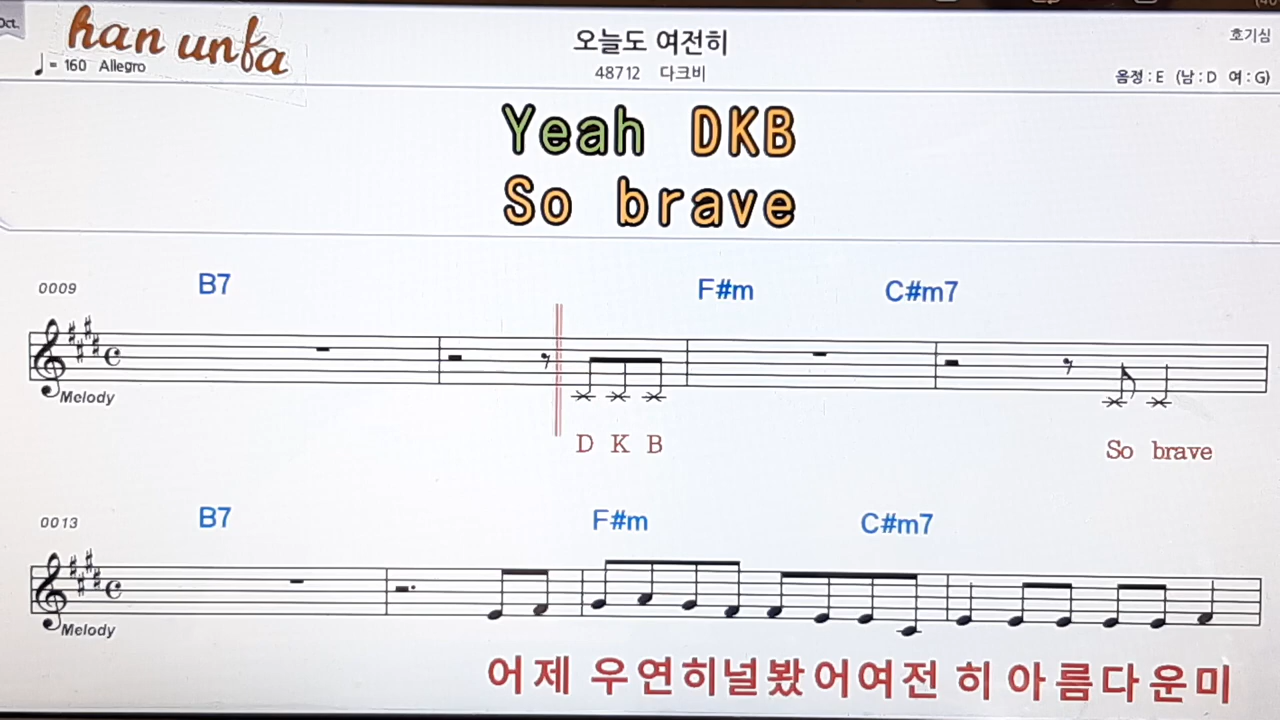 Oct.
han unfa
♩= 160 Allegro
오늘도 여전히
48712 다크비
호기심
음정 : E (남 : D 여 : G)
Yeah DKB
So brave
0009 B7 F#m C#m7
Melody
D K B So brave
0013 B7 F#m C#m7
Melody
어제 우연히널봤어여전 히 아름다운미